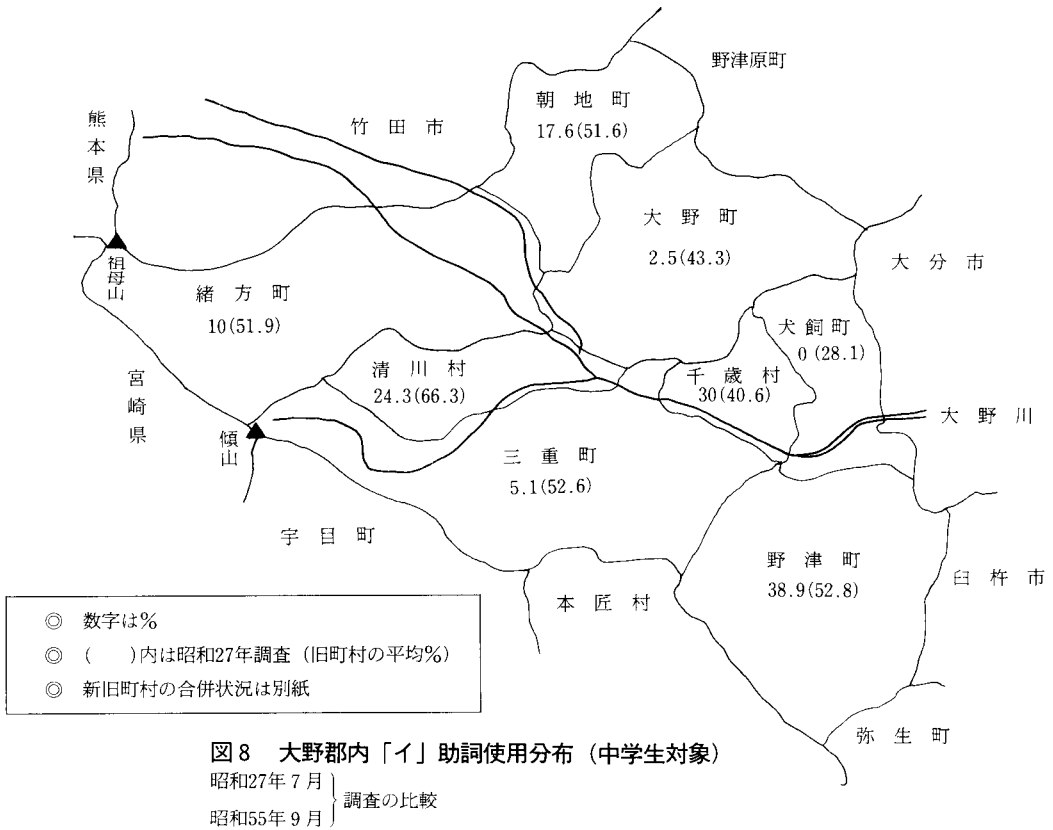 野津原町
朝地町
17.6(51.6)
竹田市
熊本県
大野町
2.5(43.3)
大分市
祖母山
緒方町
10(51.9)
犬飼町
0(28.1)
清川村
24.3(66.3)
千歳村
30(40.6)
宮崎県
大野川
傾山
三重町
5.1(52.6)
宇目町
野津町
38.9(52.8)
臼杵市
本匠村
弥生町
◎ 数字は%
◎ (　)内は昭和27年調査(旧町村の平均%)
◎ 新旧町村の合併状況は別紙
図8 大野郡内「イ」助詞使用分布(中学生対象)
昭和27年7月
昭和55年9月
調査の比較